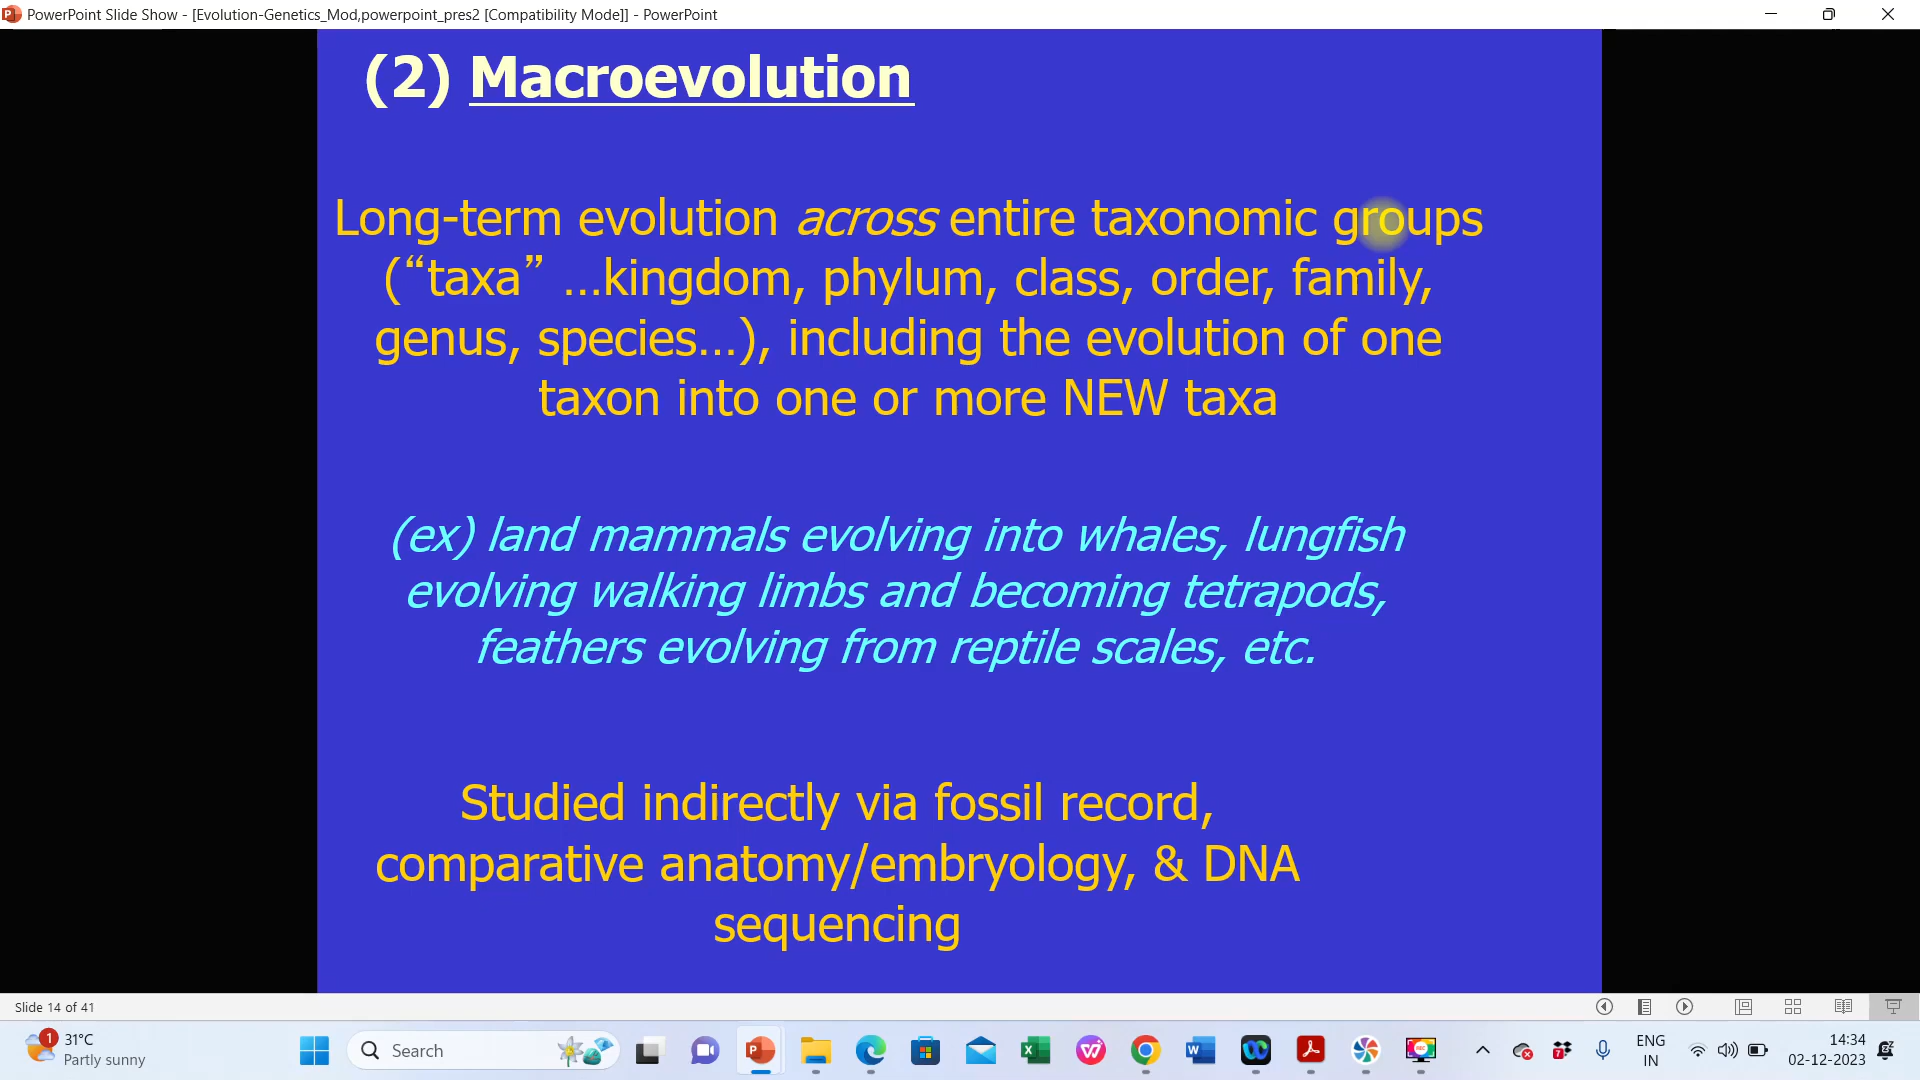 PowerPoint Slide Show - [Evolution-Genetics_Mod,powerpoint_pres2 [Compatibility Mode]] - PowerPoint
(2) Macroevolution
Long-term evolution across entire taxonomic groups
(“taxa” …kingdom, phylum, class, order, family,
genus, species…), including the evolution of one
taxon into one or more NEW taxa
(ex) land mammals evolving into whales, lungfish
evolving walking limbs and becoming tetrapods,
feathers evolving from reptile scales, etc.
Studied indirectly via fossil record,
comparative anatomy/embryology, & DNA
sequencing
Slide 14 of 41
1
31°C
Partly sunny
Search
7
ENG
IN
14:34
02-12-2023